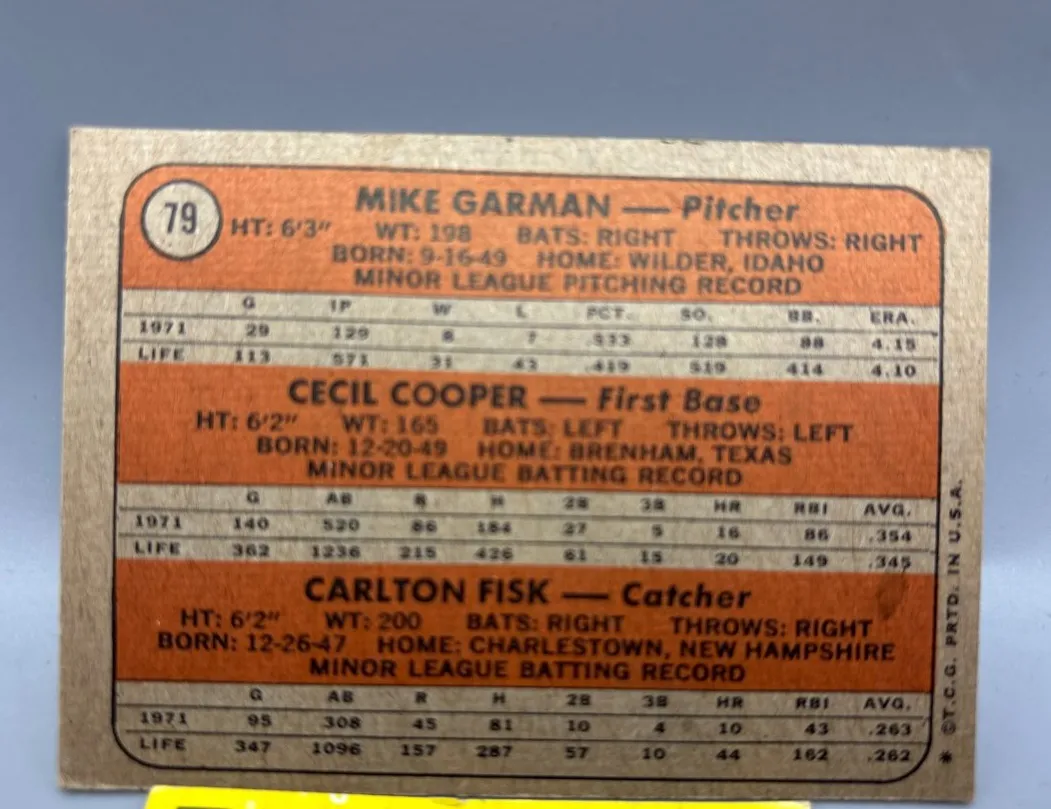 79
MIKE GARMAN — Pitcher
HT: 6'3" WT: 198 BATS: RIGHT THROWS: RIGHT
BORN: 9-16-49 HOME: WILDER, IDAHO
MINOR LEAGUE PITCHING RECORD
G IP W L PCT. SO. BB. ERA.
1971 29 129 8 7 .533 128 88 4.15
LIFE 113 571 31 43 .419 519 414 4.10
CECIL COOPER — First Base
HT: 6'2" WT: 165 BATS: LEFT THROWS: LEFT
BORN: 12-20-49 HOME: BRENHAM, TEXAS
MINOR LEAGUE BATTING RECORD
G AB R H 2B 3B HR RBI AVG.
1971 140 520 86 184 27 5 16 86 .354
LIFE 362 1236 215 426 61 15 20 149 .345
CARLTON FISK — Catcher
HT: 6'2" WT: 200 BATS: RIGHT THROWS: RIGHT
BORN: 12-26-47 HOME: CHARLESTOWN, NEW HAMPSHIRE
MINOR LEAGUE BATTING RECORD
G AB R H 2B 3B HR RBI AVG.
1971 95 308 45 81 10 4 10 43 .263
LIFE 347 1096 157 287 57 10 44 162 .262
* ©T.C.G. PRTD. IN U.S.A.